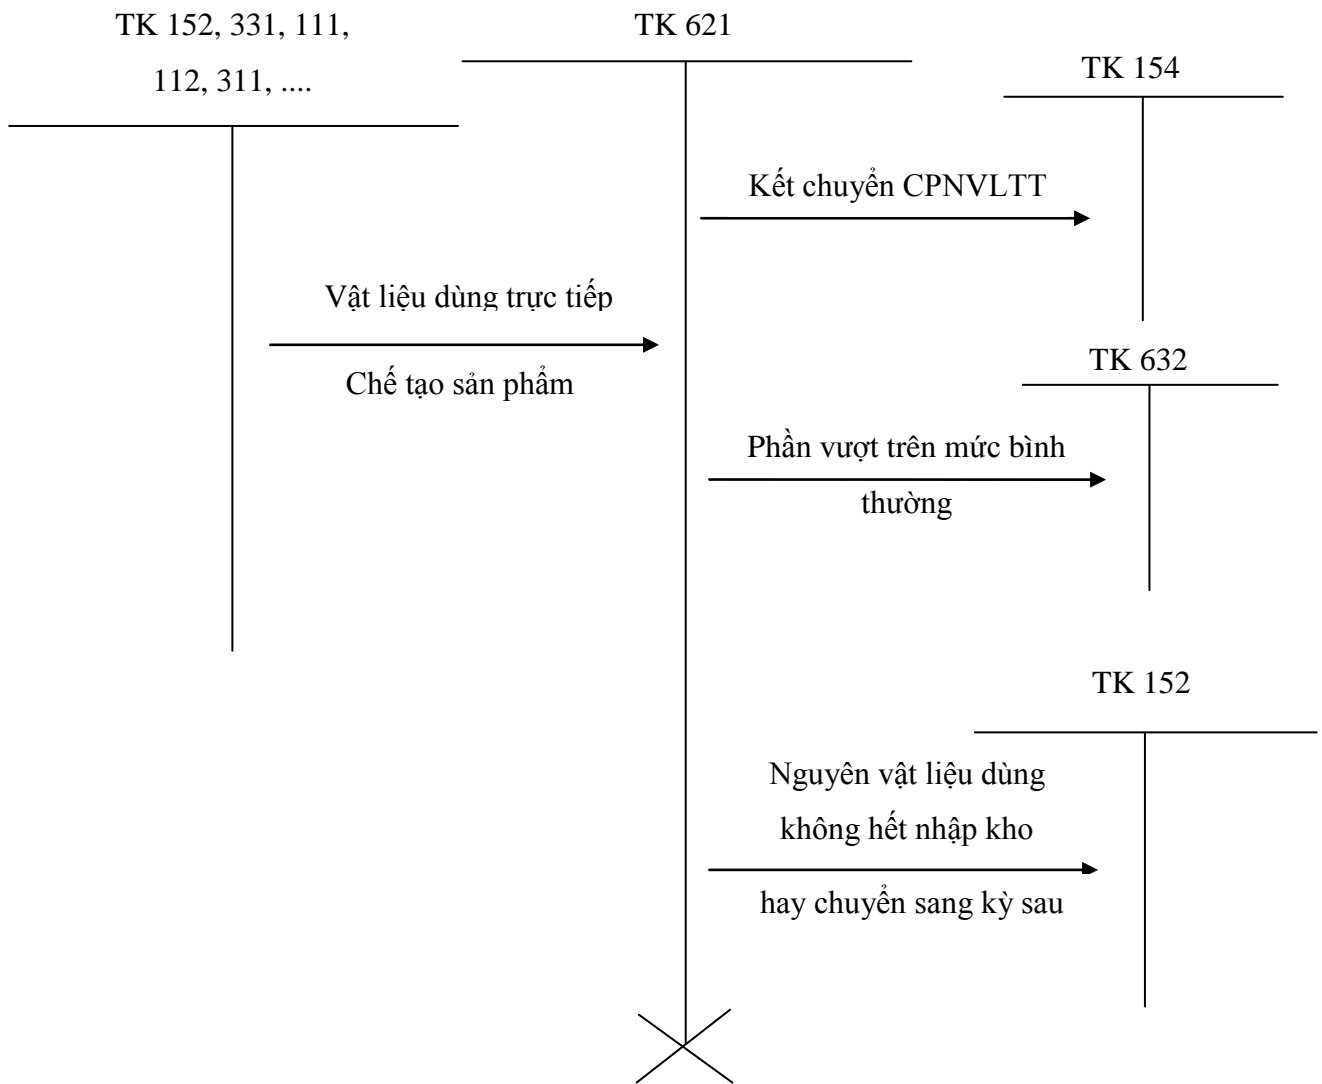 TK 152, 331, 111,
112, 311, ....
TK 621
TK 154
Kết chuyển CPNVLTT
Vật liệu dùng trực tiếp
Chế tạo sản phẩm
TK 632
Phần vượt trên mức bình
thường
TK 152
Nguyên vật liệu dùng
không hết nhập kho
hay chuyển sang kỳ sau